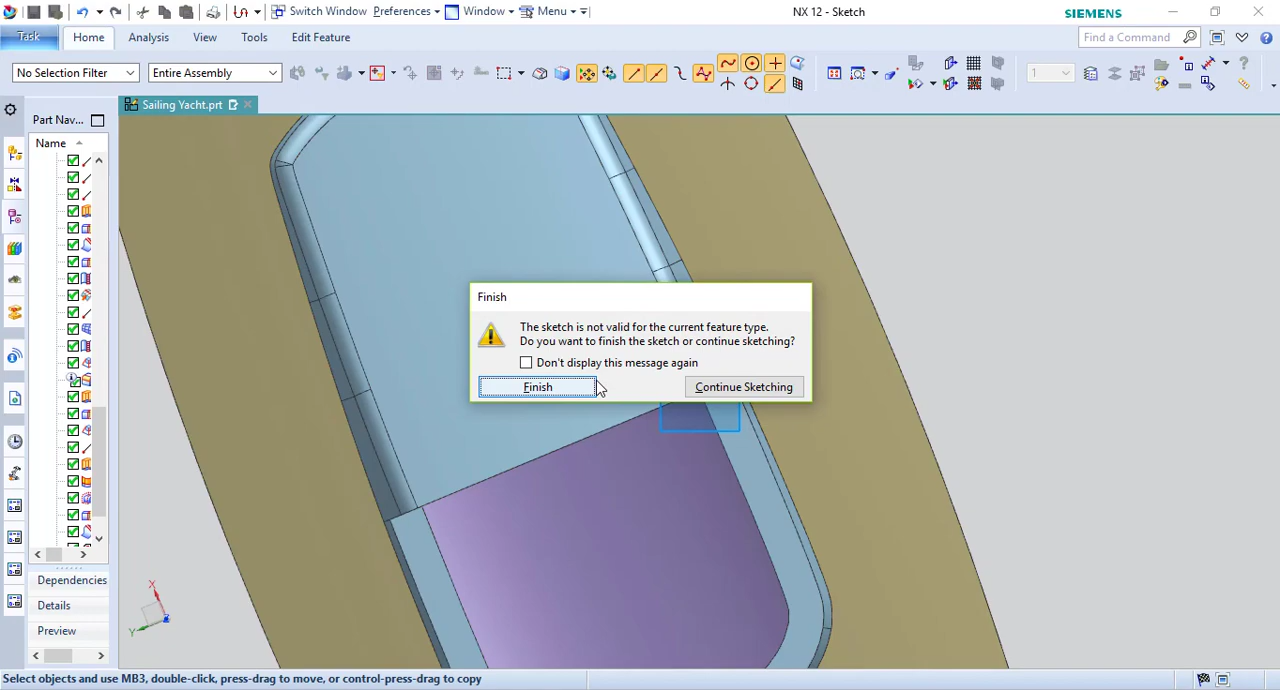 Switch Window Preferences Window Menu
NX 12 - Sketch
SIEMENS
Task Home Analysis View Tools Edit Feature
Find a Command
No Selection Filter
Entire Assembly
1
Sailing Yacht.prt
Part Nav...
Name
Finish
The sketch is not valid for the current feature type.
Do you want to finish the sketch or continue sketching?
Don't display this message again
Finish
Continue Sketching
Dependencies
Details
Preview
X
Y
Select objects and use MB3, double-click, press-drag to move, or control-press-drag to copy